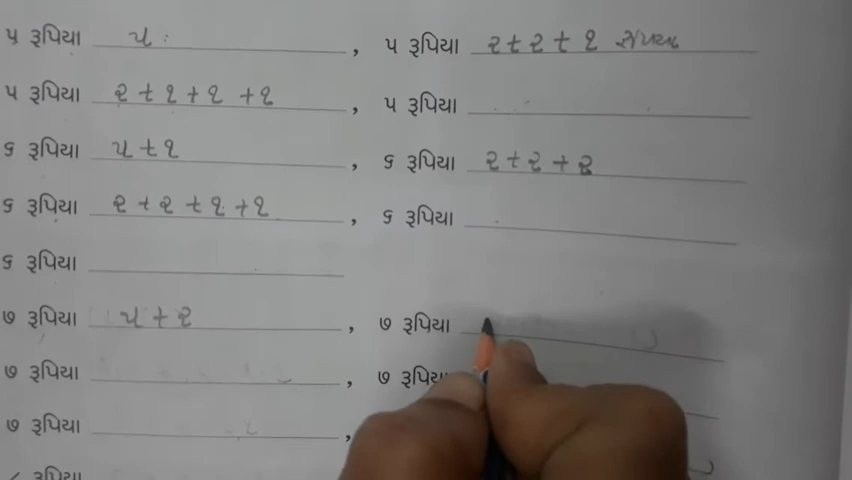 ૫ રૂપિયા ૫ , ૫ રૂપિયા ૨+૨+૧
૫ રૂપિયા ૨+૧+૧+૧ , ૫ રૂપિયા
૬ રૂપિયા ૫+૧ , ૬ રૂપિયા ૨+૨+૨
૬ રૂપિયા ૨+૨+૧+૧ , ૬ રૂપિયા
૬ રૂપિયા
૭ રૂપિયા ૫+૨ , ૭ રૂપિયા
૭ રૂપિયા , ૭
૭ રૂપિયા ,
રૂપિયા